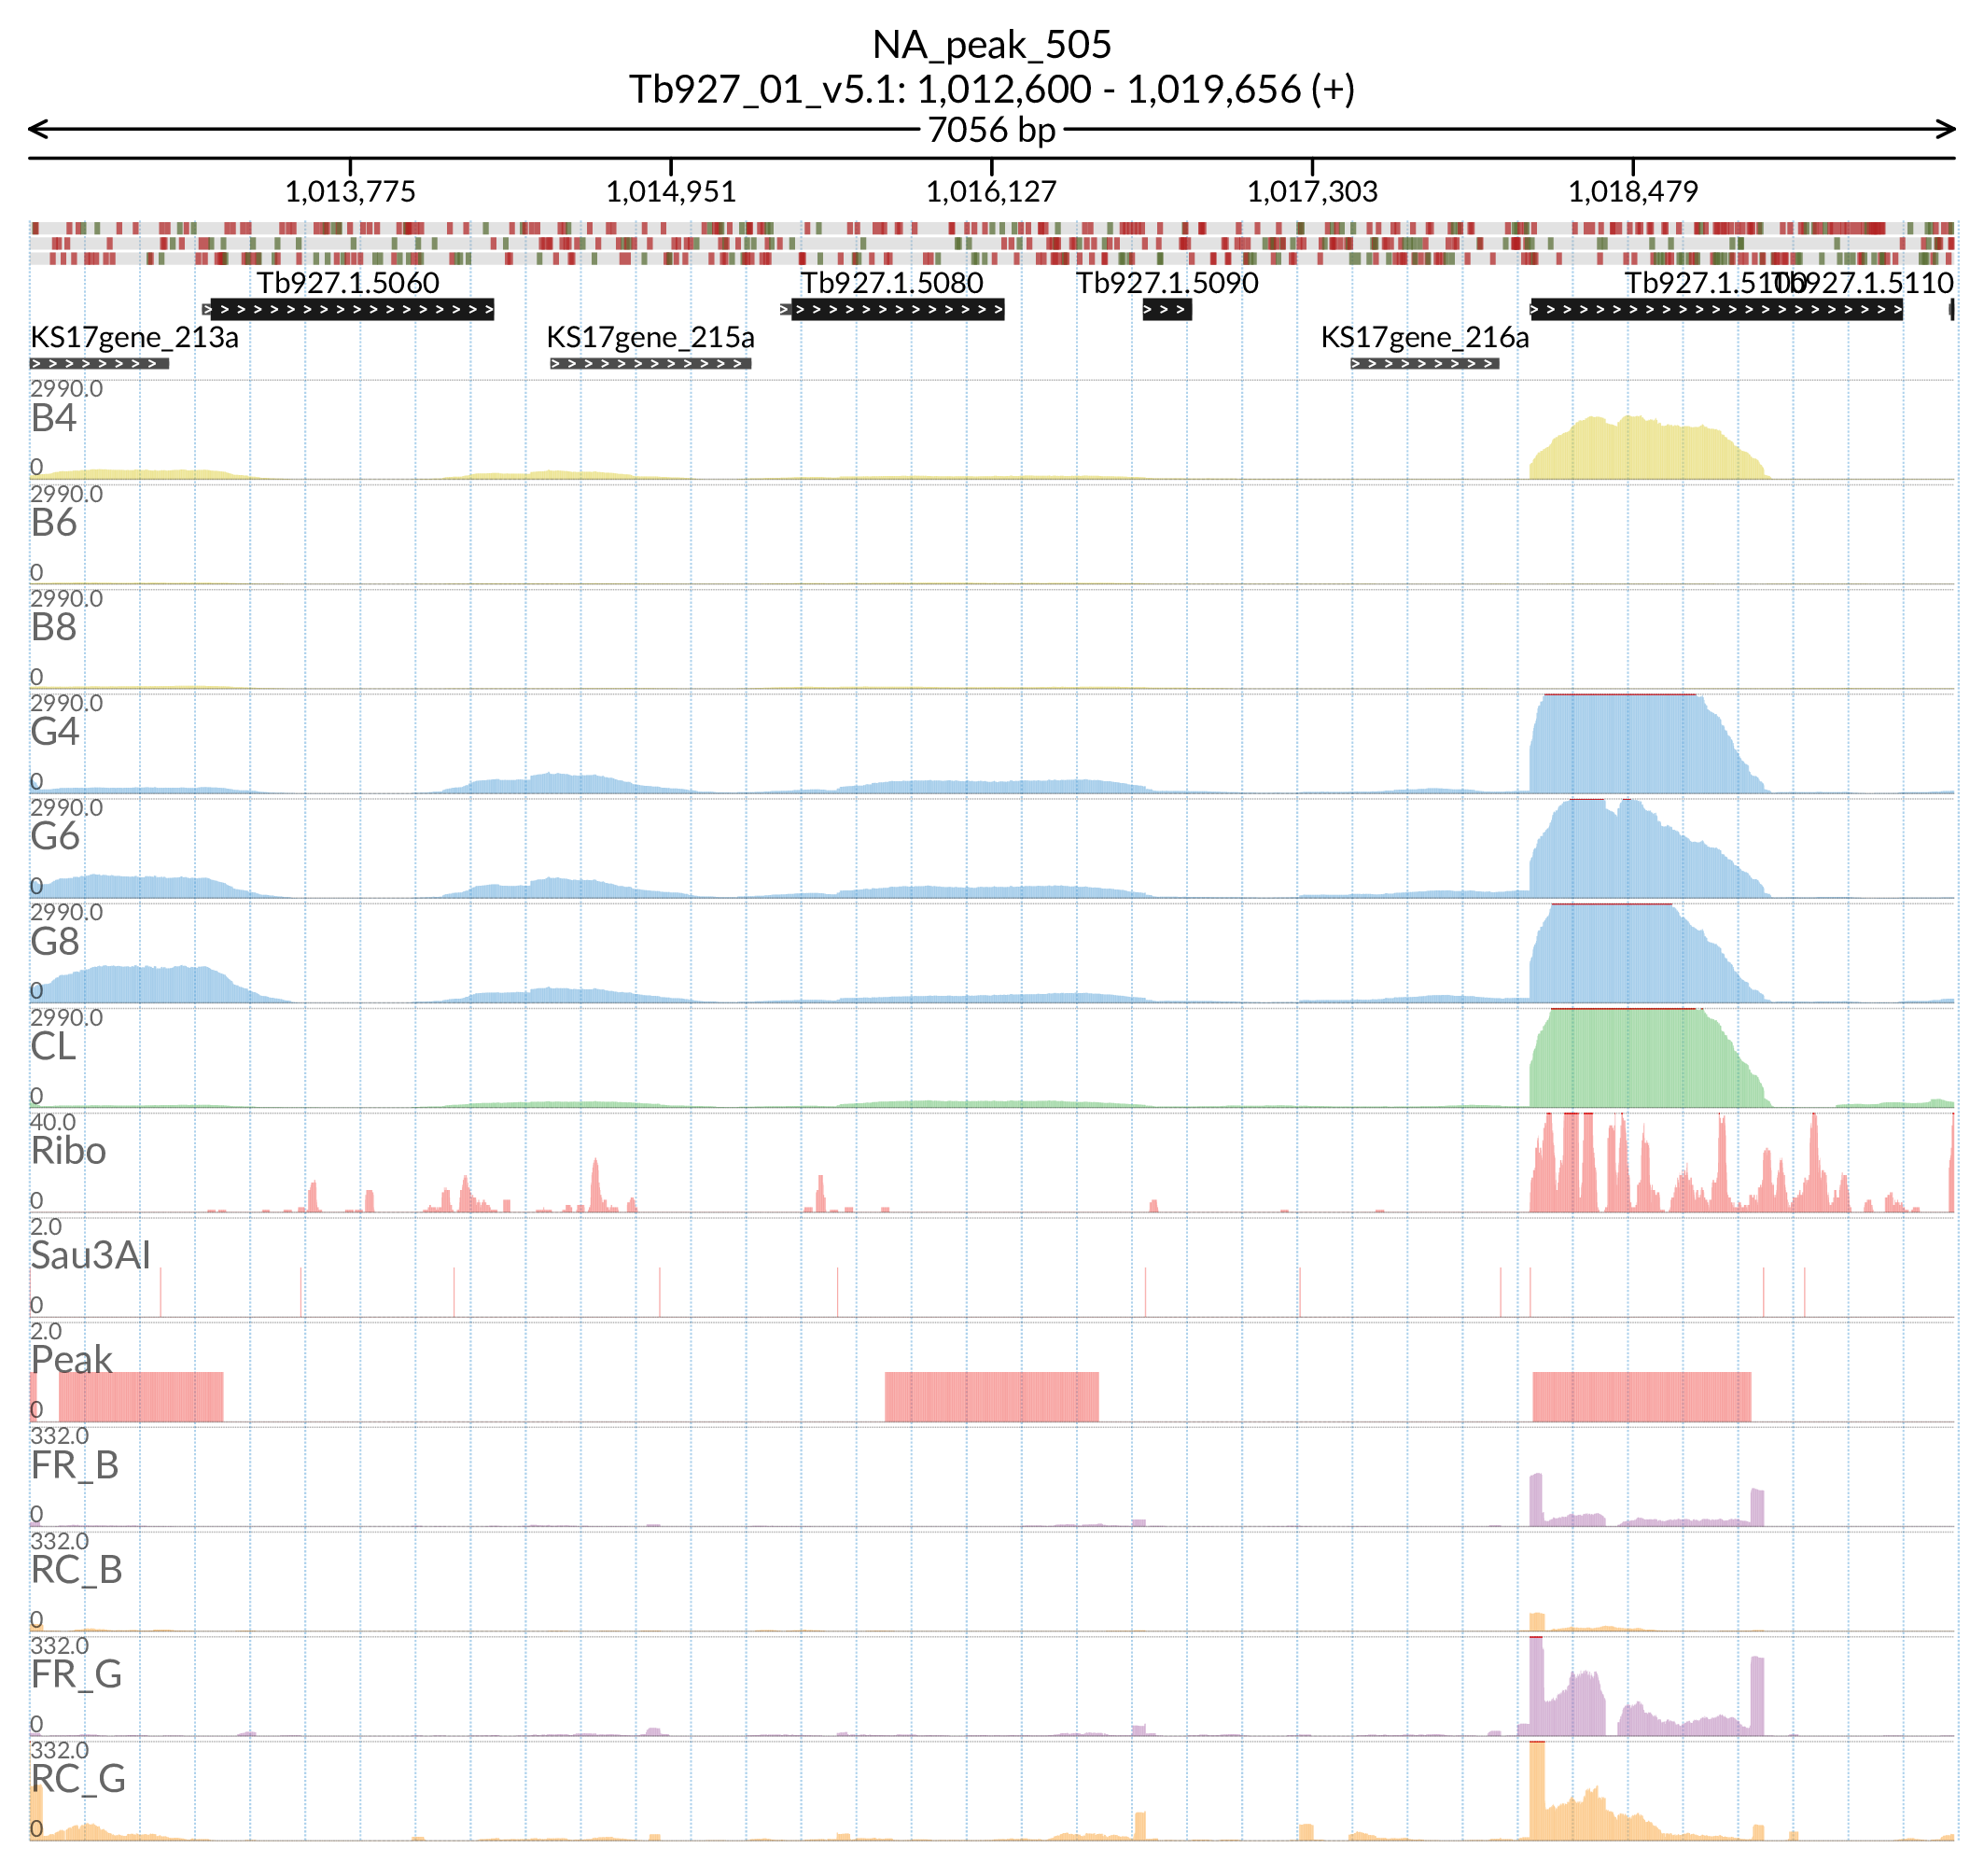 NA_peak_505
Tb927_01_v5.1: 1,012,600 - 1,019,656 (+)
7056 bp
1,013,775 1,014,951 1,016,127 1,017,303 1,018,479
Tb927.1.5060 Tb927.1.5080 Tb927.1.5090 Tb927.1.5100 Tb927.1.5110
KS17gene_213a KS17gene_215a KS17gene_216a
2990.0
B4
0
2990.0
B6
0
2990.0
B8
0
2990.0
G4
0
2990.0
G6
0
2990.0
G8
0
2990.0
CL
0
40.0
Ribo
0
2.0
Sau3AI
0
2.0
Peak
0
332.0
FR_B
0
332.0
RC_B
0
332.0
FR_G
0
332.0
RC_G
0